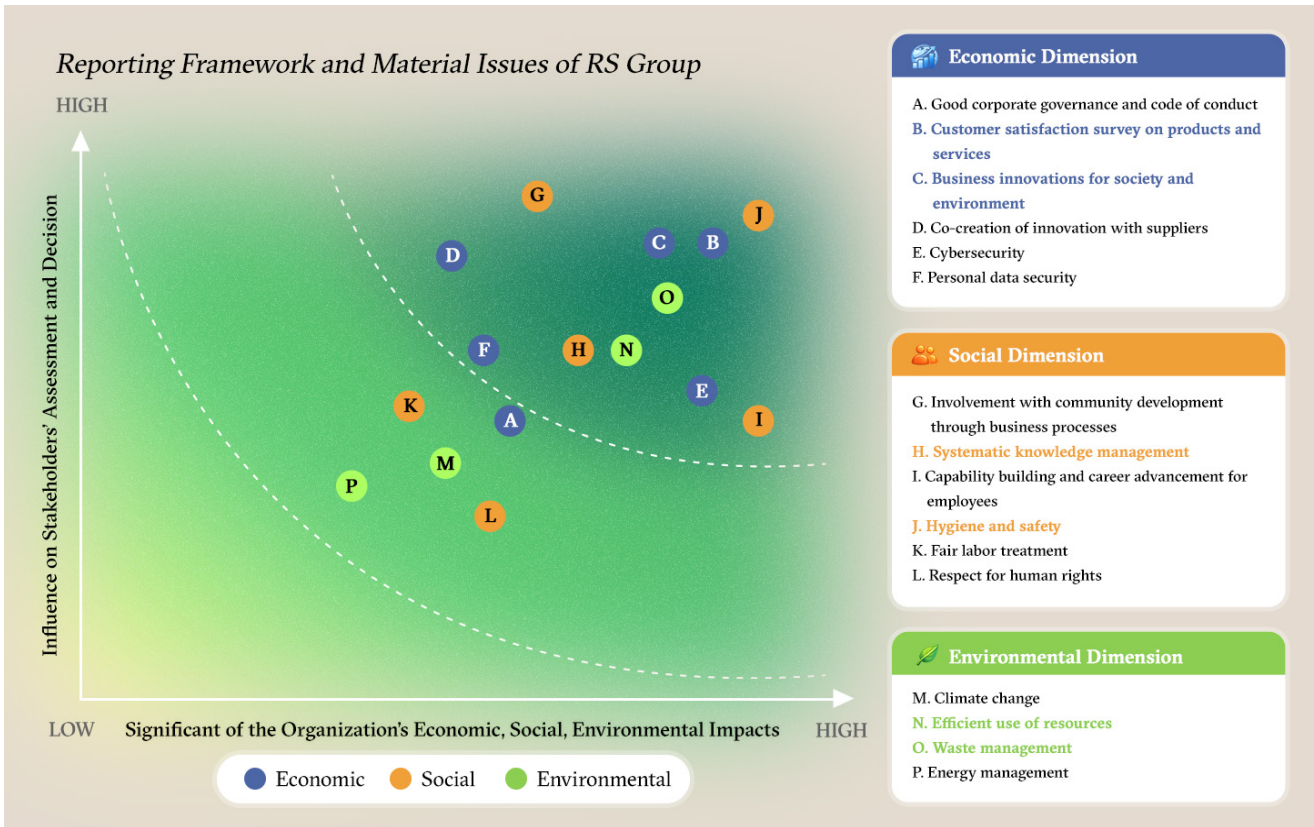 Reporting Framework and Material Issues of RS Group
HIGH
Influence on Stakeholders' Assessment and Decision
G
J
C
B
D
O
F
H
N
E
K
A
I
M
P
L
LOW
Significant of the Organization's Economic, Social, Environmental Impacts
HIGH
Economic
Social
Environmental
Economic Dimension
A. Good corporate governance and code of conduct
B. Customer satisfaction survey on products and
services
C. Business innovations for society and
environment
D. Co-creation of innovation with suppliers
E. Cybersecurity
F. Personal data security
Social Dimension
G. Involvement with community development
through business processes
H. Systematic knowledge management
I. Capability building and career advancement for
employees
J. Hygiene and safety
K. Fair labor treatment
L. Respect for human rights
Environmental Dimension
M. Climate change
N. Efficient use of resources
O. Waste management
P. Energy management